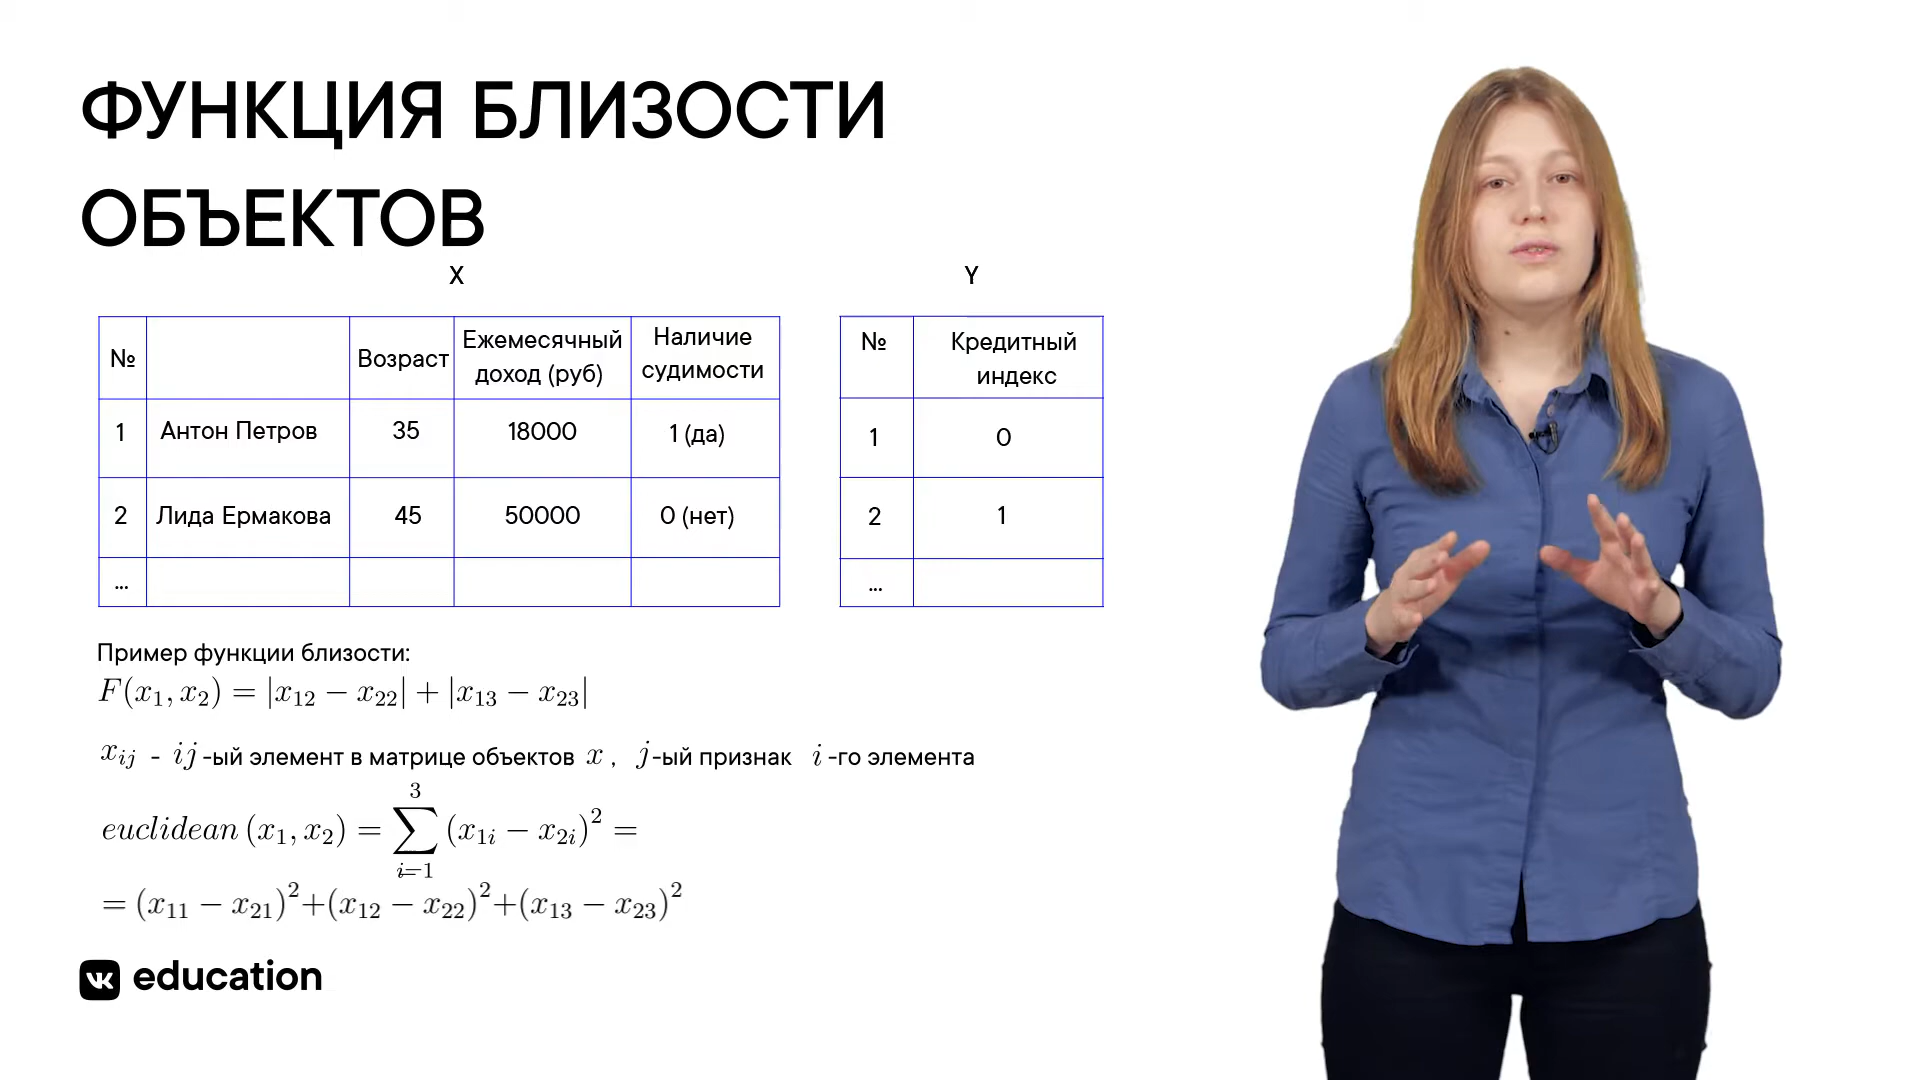 ФУНКЦИЯ БЛИЗОСТИ
ОБЪЕКТОВ
X
№ Возраст Ежемесячный доход (руб) Наличие судимости
1 Антон Петров 35 18000 1 (да)
2 Лида Ермакова 45 50000 0 (нет)
...
Y
№ Кредитный индекс
1 0
2 1
...
Пример функции близости:
F(x₁, x₂) = |x₁₂ − x₂₂| + |x₁₃ − x₂₃|
xᵢⱼ - ij-ый элемент в матрице объектов x , j-ый признак i-го элемента
euclidean (x₁, x₂) = ∑³ᵢ₌₁ (x₁ᵢ − x₂ᵢ)² =
= (x₁₁ − x₂₁)²+(x₁₂ − x₂₂)²+(x₁₃ − x₂₃)²
VK education